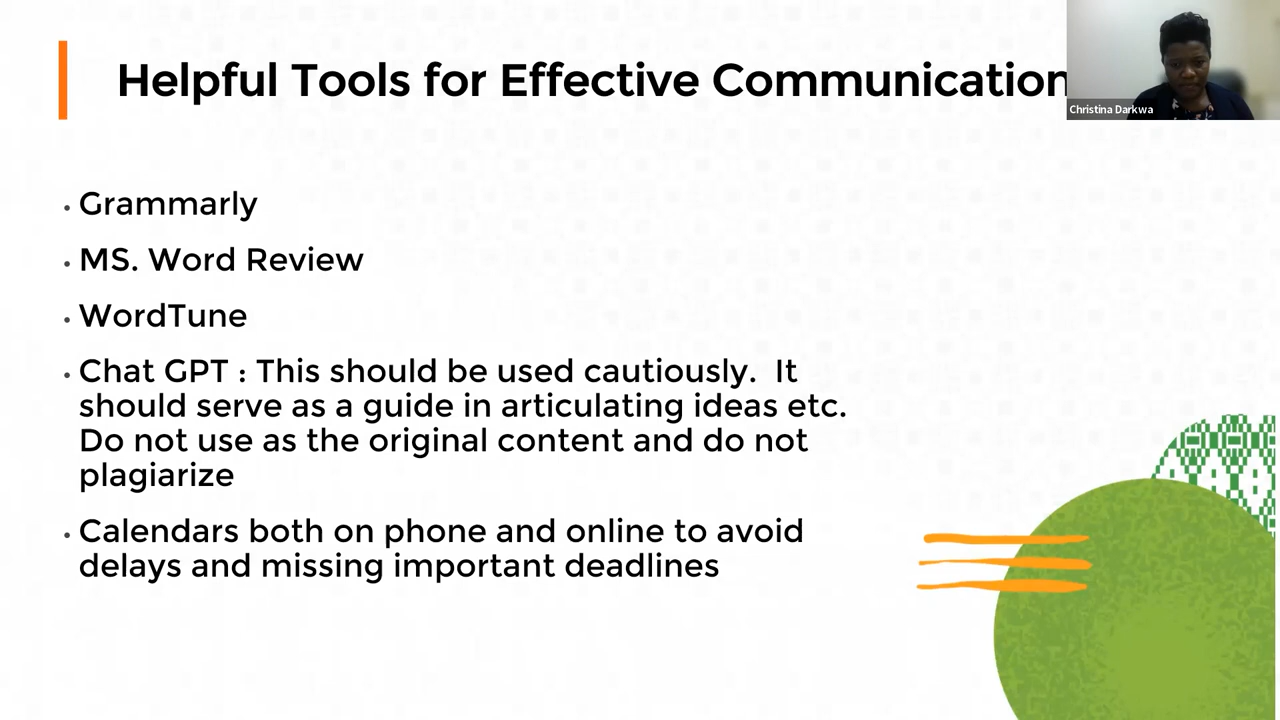 Helpful Tools for Effective Communication
Christina Darkwa
• Grammarly
• MS. Word Review
• WordTune
• Chat GPT : This should be used cautiously.  It
should serve as a guide in articulating ideas etc.
Do not use as the original content and do not
plagiarize
• Calendars both on phone and online to avoid
delays and missing important deadlines